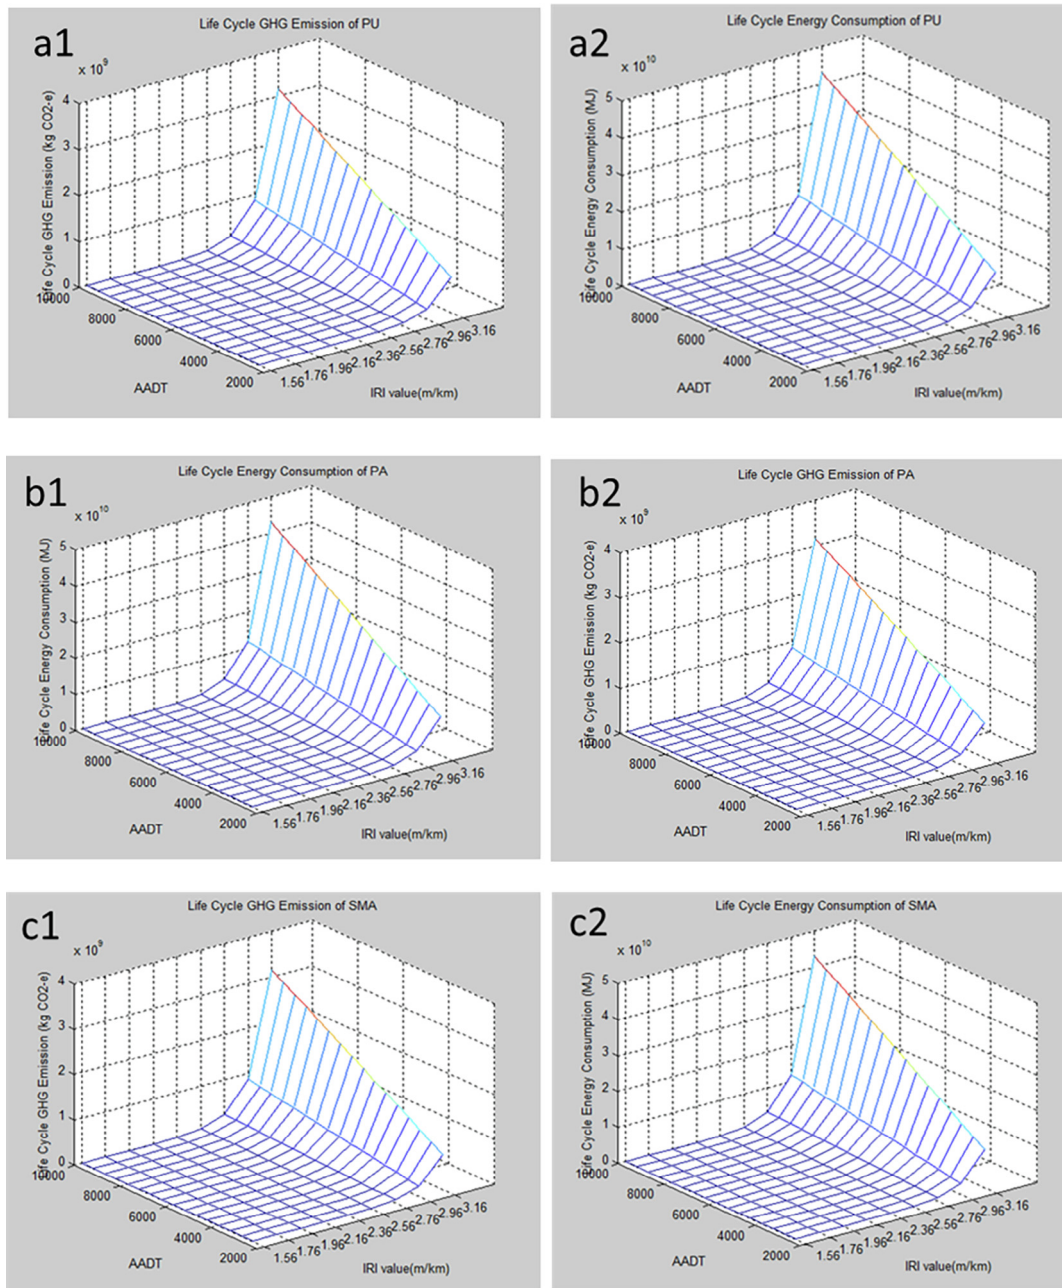 a1
Life Cycle GHG Emission of PU
x 10^9
Life Cycle GHG Emission (kg CO2-e)
4
3
2
1
0
10000
8000
6000
4000
2000
AADT
1.56 1.76 1.96 2.16 2.36 2.56 2.76 2.96 3.16
IRI value(m/km)
a2
Life Cycle Energy Consumption of PU
x 10^10
Life Cycle Energy Consumption (MJ)
5
4
3
2
1
0
10000
8000
6000
4000
2000
AADT
1.56 1.76 1.96 2.16 2.36 2.56 2.76 2.96 3.16
IRI value(m/km)
b1
Life Cycle Energy Consumption of PA
x 10^10
Life Cycle Energy Consumption (MJ)
5
4
3
2
1
0
10000
8000
6000
4000
2000
AADT
1.56 1.76 1.96 2.16 2.36 2.56 2.76 2.96 3.16
IRI value(m/km)
b2
Life Cycle GHG Emission of PA
x 10^9
Life Cycle GHG Emission (kg CO2-e)
4
3
2
1
0
10000
8000
6000
4000
2000
AADT
1.56 1.76 1.96 2.16 2.36 2.56 2.76 2.96 3.16
IRI value(m/km)
c1
Life Cycle GHG Emission of SMA
x 10^9
Life Cycle GHG Emission (kg CO2-e)
4
3
2
1
0
10000
8000
6000
4000
2000
AADT
1.56 1.76 1.96 2.16 2.36 2.56 2.76 2.96 3.16
IRI value(m/km)
c2
Life Cycle Energy Consumption of SMA
x 10^10
Life Cycle Energy Consumption (MJ)
5
4
3
2
1
0
10000
8000
6000
4000
2000
AADT
1.56 1.76 1.96 2.16 2.36 2.56 2.76 2.96 3.16
IRI value(m/km)